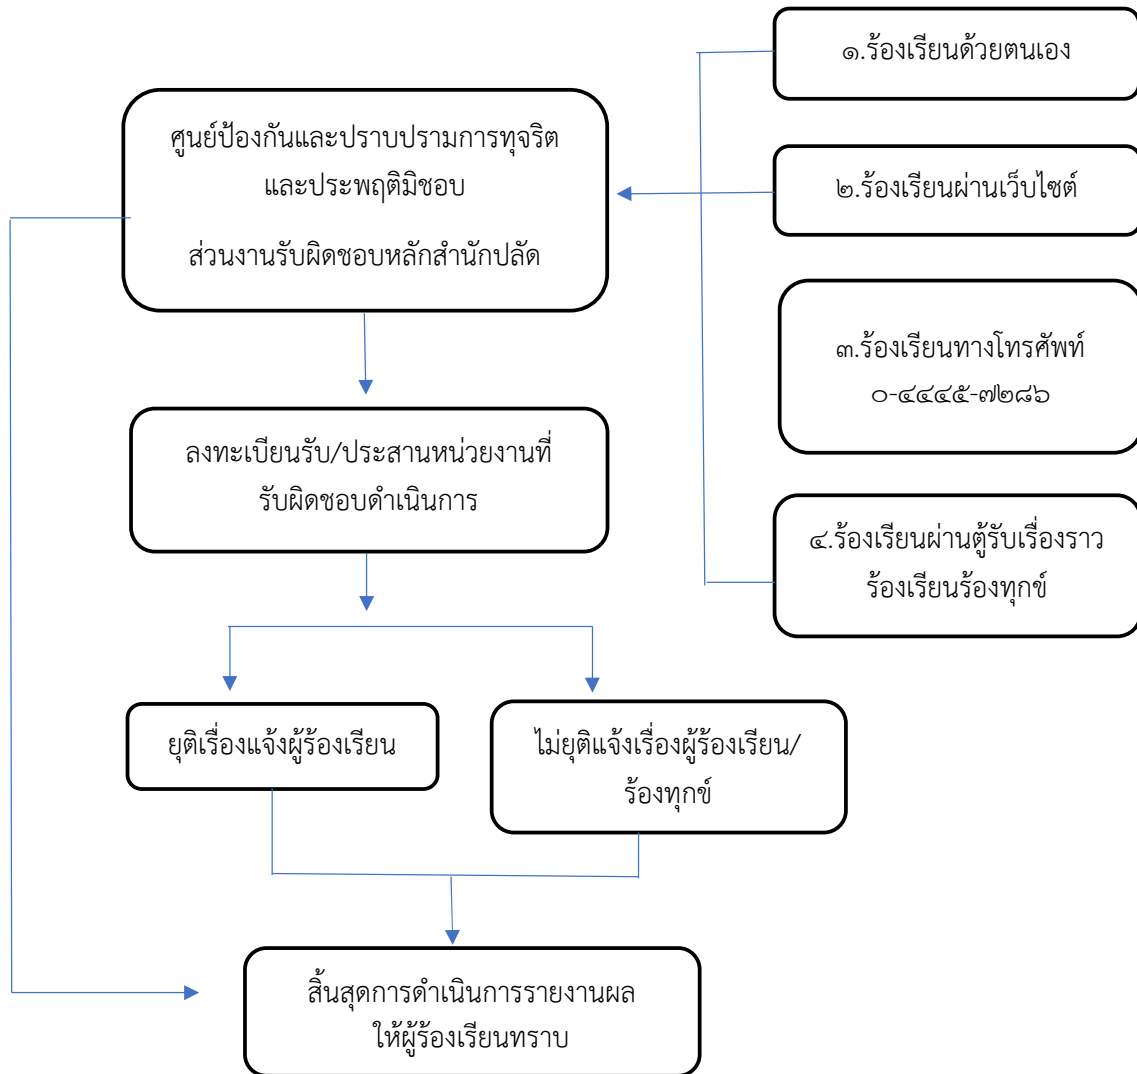 ๑.ร้องเรียนด้วยตนเอง
ศูนย์ป้องกันและปราบปรามการทุจริต
และประพฤติมิชอบ
ส่วนงานรับผิดชอบหลักสำนักปลัด
๒.ร้องเรียนผ่านเว็บไซต์
๓.ร้องเรียนทางโทรศัพท์
๐-๔๔๔๕-๗๒๘๖
ลงทะเบียนรับ/ประสานหน่วยงานที่
รับผิดชอบดำเนินการ
๔.ร้องเรียนผ่านตู้รับเรื่องราว
ร้องเรียนร้องทุกข์
ยุติเรื่องแจ้งผู้ร้องเรียน
ไม่ยุติแจ้งเรื่องผู้ร้องเรียน/
ร้องทุกข์
สิ้นสุดการดำเนินการรายงานผล
ให้ผู้ร้องเรียนทราบ